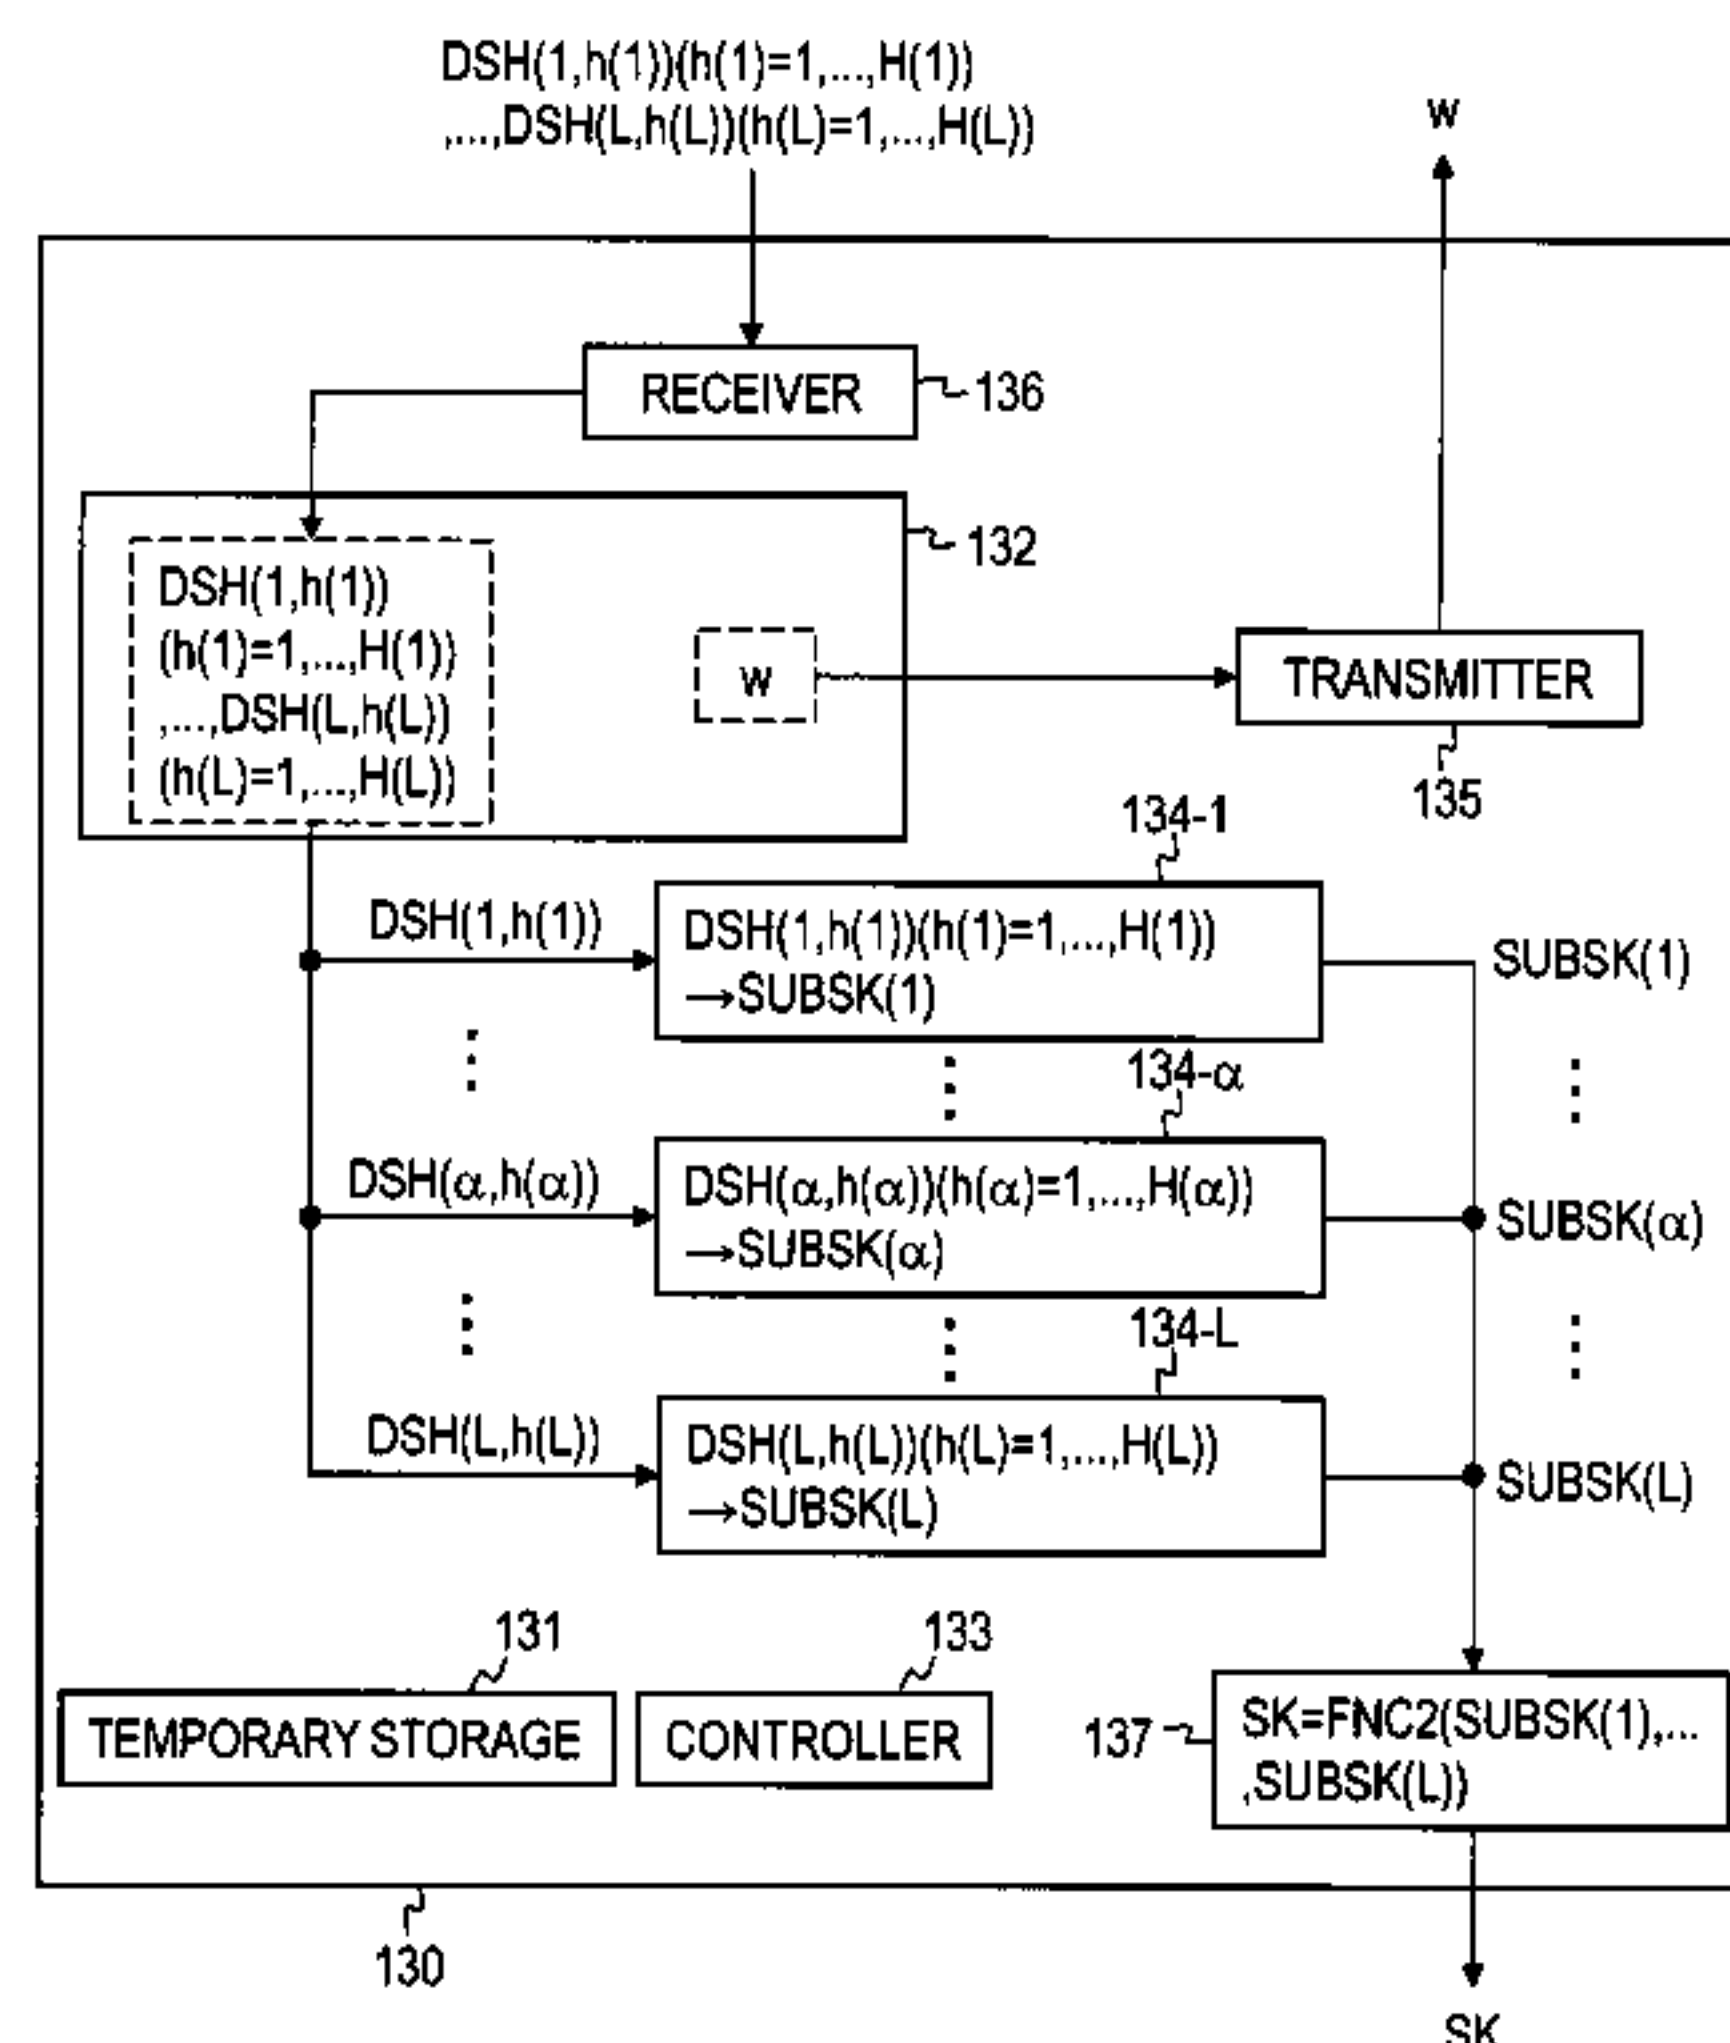 DSH(1,h(1))(h(1)=1,...,H(1))
,...,DSH(L,h(L))(h(L)=1,...,H(L))
w
RECEIVER
136
132
DSH(1,h(1))
(h(1)=1,...,H(1))
,...,DSH(L,h(L))
(h(L)=1,...,H(L))
w
TRANSMITTER
135
134-1
DSH(1,h(1))
DSH(1,h(1))(h(1)=1,...,H(1))
→SUBSK(1)
SUBSK(1)
134-α
DSH(α,h(α))
DSH(α,h(α))(h(α)=1,...,H(α))
→SUBSK(α)
SUBSK(α)
134-L
DSH(L,h(L))
DSH(L,h(L))(h(L)=1,...,H(L))
→SUBSK(L)
SUBSK(L)
131
133
TEMPORARY STORAGE
CONTROLLER
137
SK=FNC2(SUBSK(1),...
,SUBSK(L))
130
SK